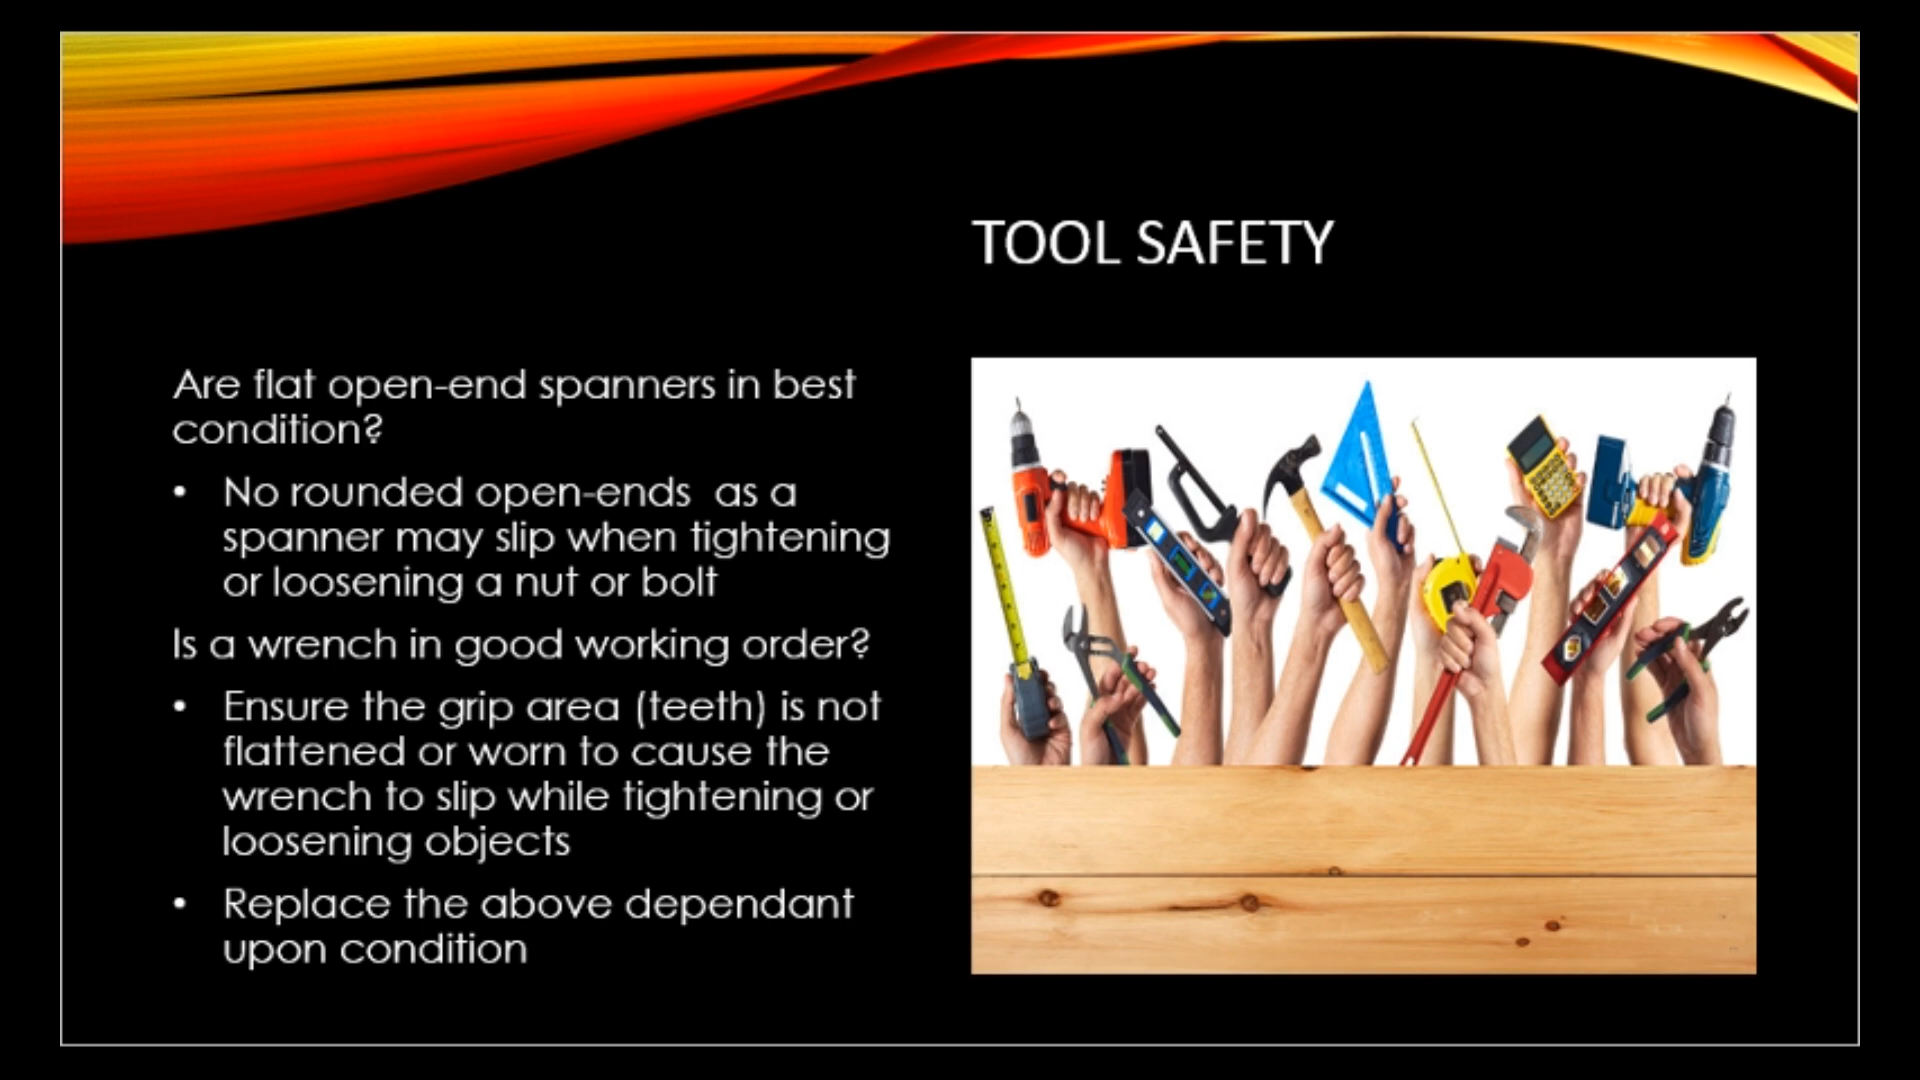 TOOL SAFETY
Are flat open-end spanners in best
condition?
• No rounded open-ends  as a
spanner may slip when tightening
or loosening a nut or bolt
Is a wrench in good working order?
• Ensure the grip area (teeth) is not
flattened or worn to cause the
wrench to slip while tightening or
loosening objects
• Replace the above dependant
upon condition